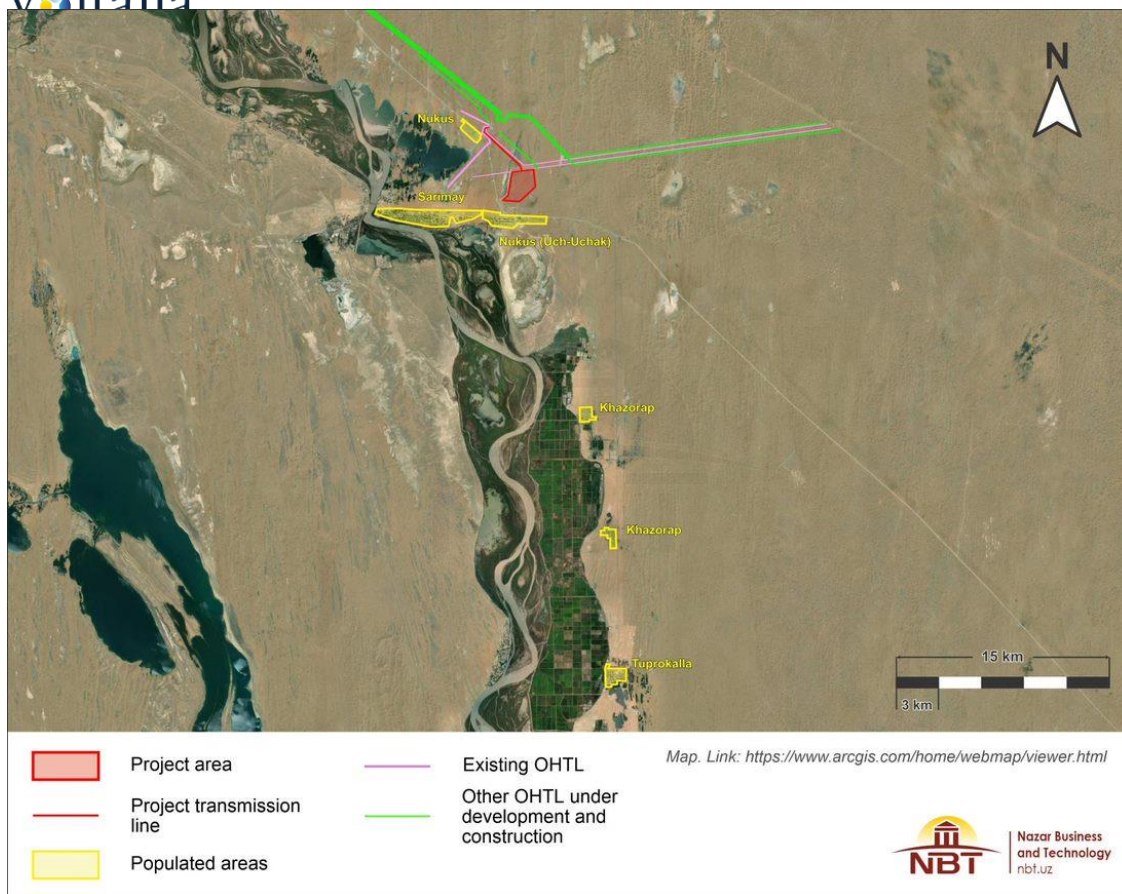 voltalia
N
Nukus
Sarimay
Nukus (Uch-Uchak)
Khazorap
Khazorap
Tuprokalla
15 km
3 km
Project area
Project transmission
line
Populated areas
Existing OHTL
Other OHTL under
development and
construction
Map. Link: https://www.arcgis.com/home/webmap/viewer.html
NBT
Nazar Business
and Technology
nbt.uz